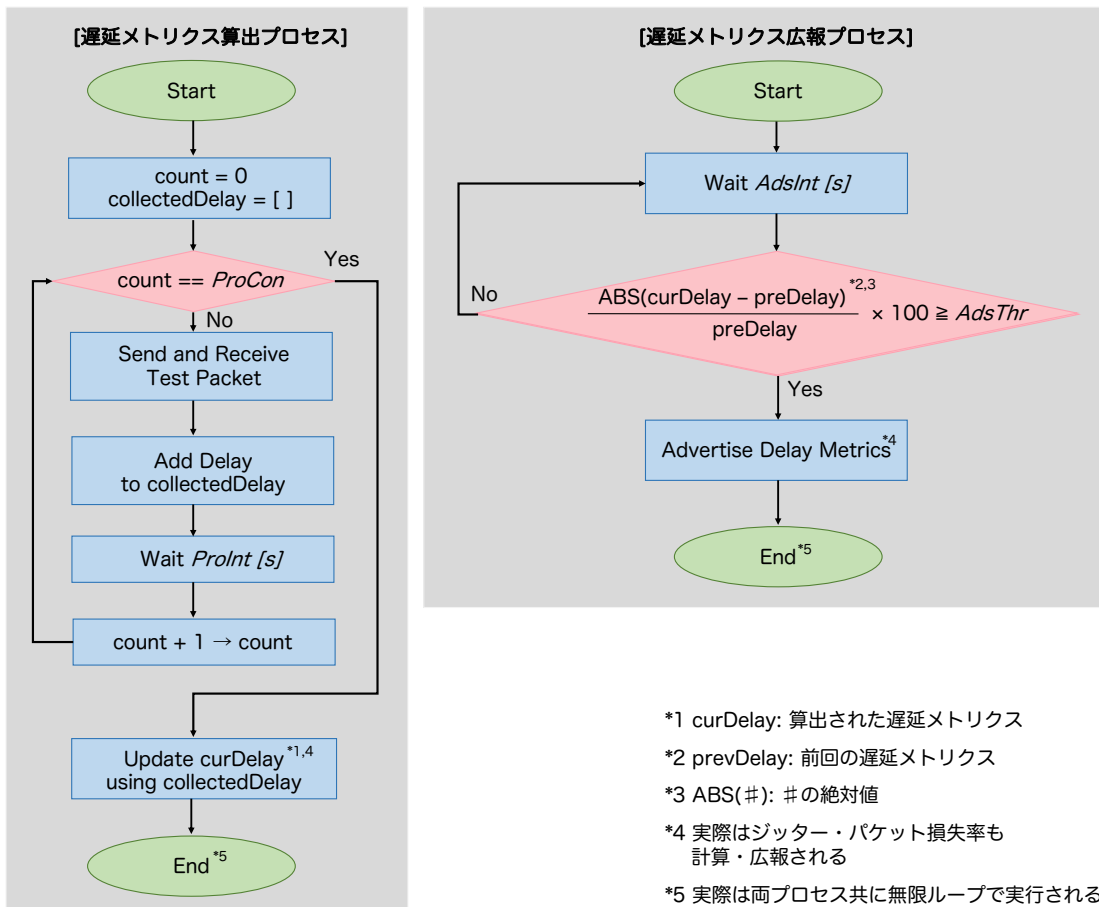 [遅延メトリクス算出プロセス]
Start
count = 0
collectedDelay = [ ]
count == ProCon
Yes
No
Send and Receive
Test Packet
Add Delay
to collectedDelay
Wait ProInt [s]
count + 1 → count
Update curDelay*1,4
using collectedDelay
End*5
[遅延メトリクス広報プロセス]
Start
Wait AdsInt [s]
No
ABS(curDelay – preDelay)*2,3
preDelay
× 100 ≧ AdsThr
Yes
Advertise Delay Metrics*4
End*5
*1 curDelay: 算出された遅延メトリクス
*2 prevDelay: 前回の遅延メトリクス
*3 ABS(♯): ♯の絶対値
*4 実際はジッター・パケット損失率も
計算・広報される
*5 実際は両プロセス共に無限ループで実行される